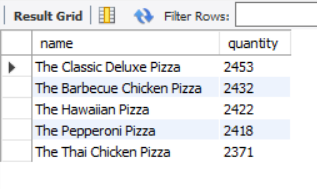 Result Grid Filter Rows:
name quantity
The Classic Deluxe Pizza 2453
The Barbecue Chicken Pizza 2432
The Hawaiian Pizza 2422
The Pepperoni Pizza 2418
The Thai Chicken Pizza 2371